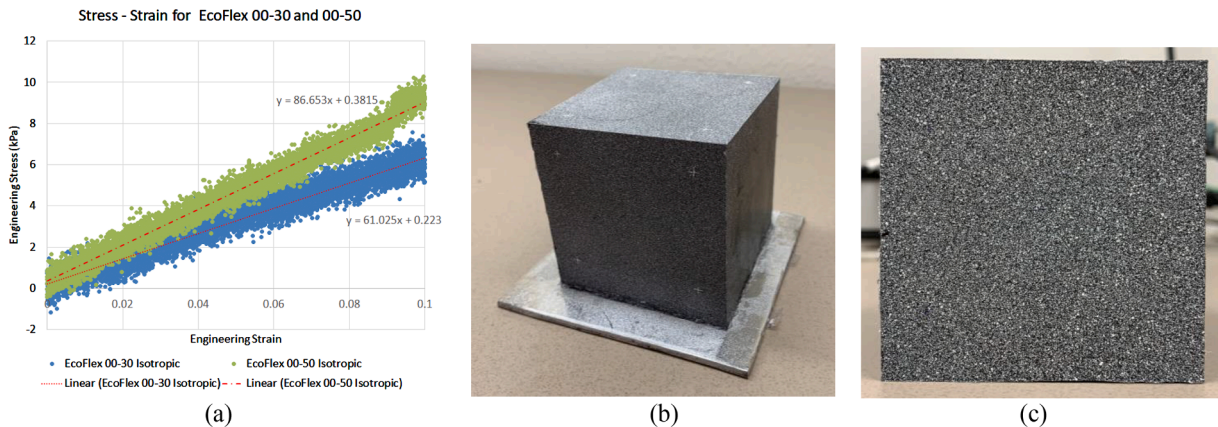 Stress - Strain for EcoFlex 00-30 and 00-50
Engineering Stress (kPa)
12
10
8
6
4
2
0
-2
y = 86.653x + 0.3815
y = 61.025x + 0.223
0.02
0.04
0.06
0.08
0.1
Engineering Strain
EcoFlex 00-30 Isotropic
EcoFlex 00-50 Isotropic
Linear (EcoFlex 00-30 Isotropic)
Linear (EcoFlex 00-50 Isotropic)
(a)
(b)
(c)